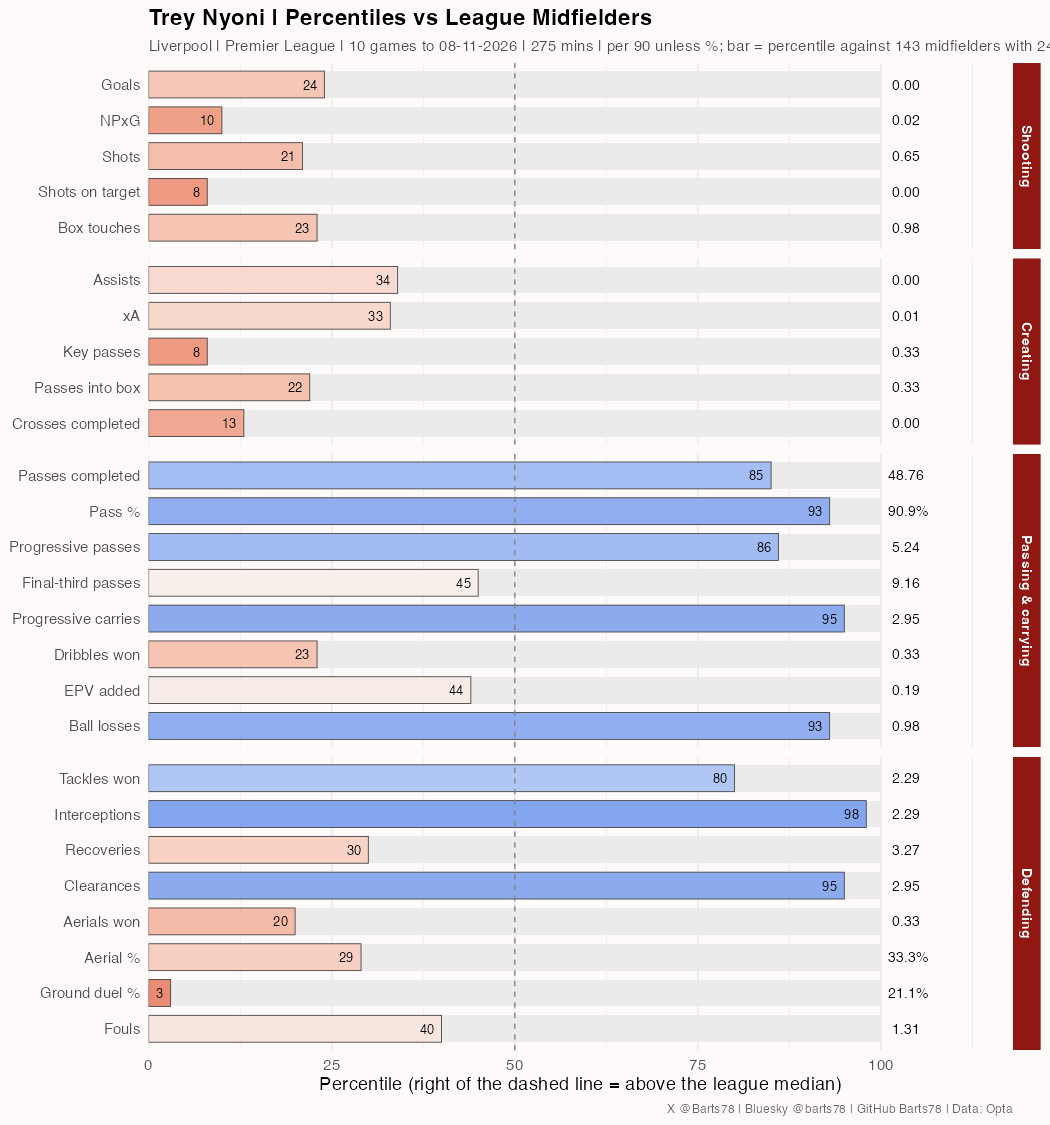 Trey Nyoni | Percentiles vs League Midfielders
Liverpool | Premier League | 10 games to 08-11-2026 | 275 mins | per 90 unless %; bar = percentile against 143 midfielders with 24
Goals 24 0.00
NPxG 10 0.02
Shots 21 0.65
Shots on target 8 0.00
Box touches 23 0.98
Shooting
Assists 34 0.00
xA 33 0.01
Key passes 8 0.33
Passes into box 22 0.33
Crosses completed 13 0.00
Creating
Passes completed 85 48.76
Pass % 93 90.9%
Progressive passes 86 5.24
Final-third passes 45 9.16
Progressive carries 95 2.95
Dribbles won 23 0.33
EPV added 44 0.19
Ball losses 93 0.98
Passing & carrying
Tackles won 80 2.29
Interceptions 98 2.29
Recoveries 30 3.27
Clearances 95 2.95
Aerials won 20 0.33
Aerial % 29 33.3%
Ground duel % 3 21.1%
Fouls 40 1.31
Defending
0 25 50 75 100
Percentile (right of the dashed line = above the league median)
X @Barts78 | Bluesky @barts78 | GitHub Barts78 | Data: Opta